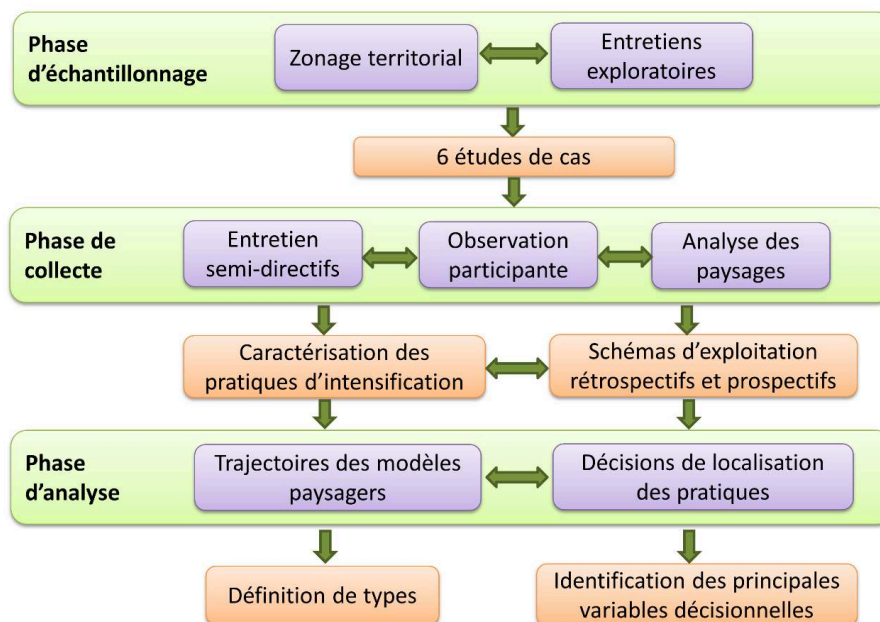 Phase
d’échantillonnage
Zonage territorial
Entretiens
exploratoires
6 études de cas
Phase de
collecte
Entretien
semi-directifs
Observation
participante
Analyse des
paysages
Caractérisation des
pratiques d’intensification
Schémas d’exploitation
rétrospectifs et prospectifs
Phase
d’analyse
Trajectoires des modèles
paysagers
Décisions de localisation
des pratiques
Définition de types
Identification des principales
variables décisionnelles